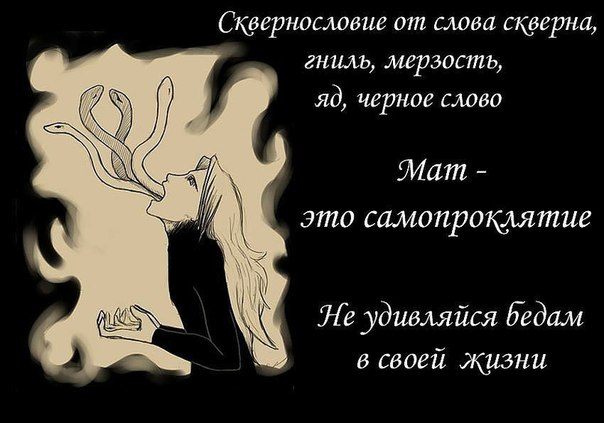 Сквернословие от слова скверна,
гниль, мерзость,
яд, черное слово
Мат -
это самопроклятие
Не удивляйся бедам
в своей жизни